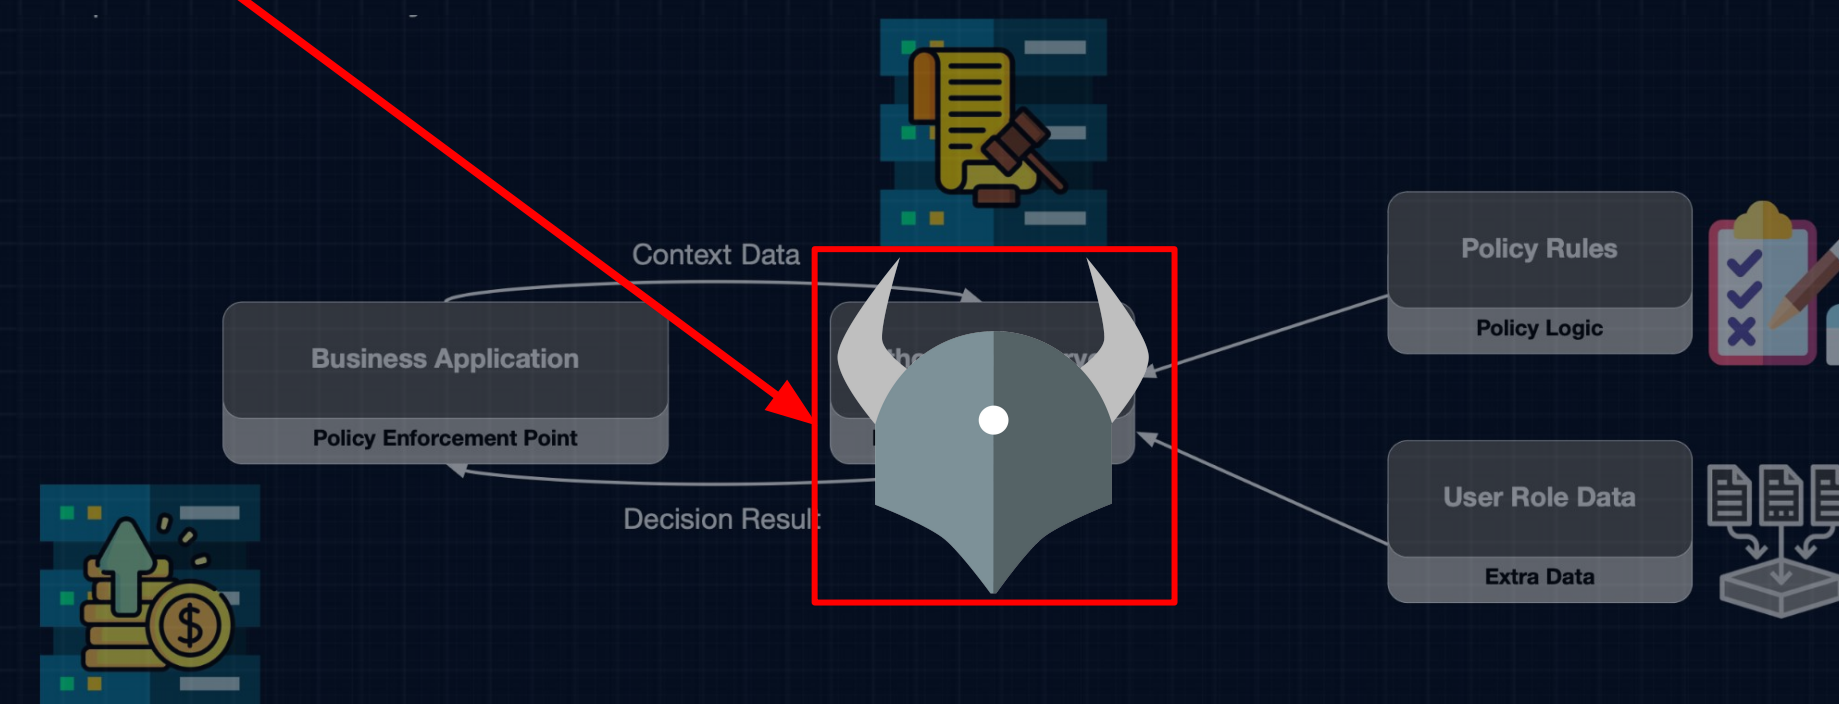 Context Data
Policy Rules
Policy Logic
Business Application
Policy Enforcement Point
Decision Result
User Role Data
Extra Data
$